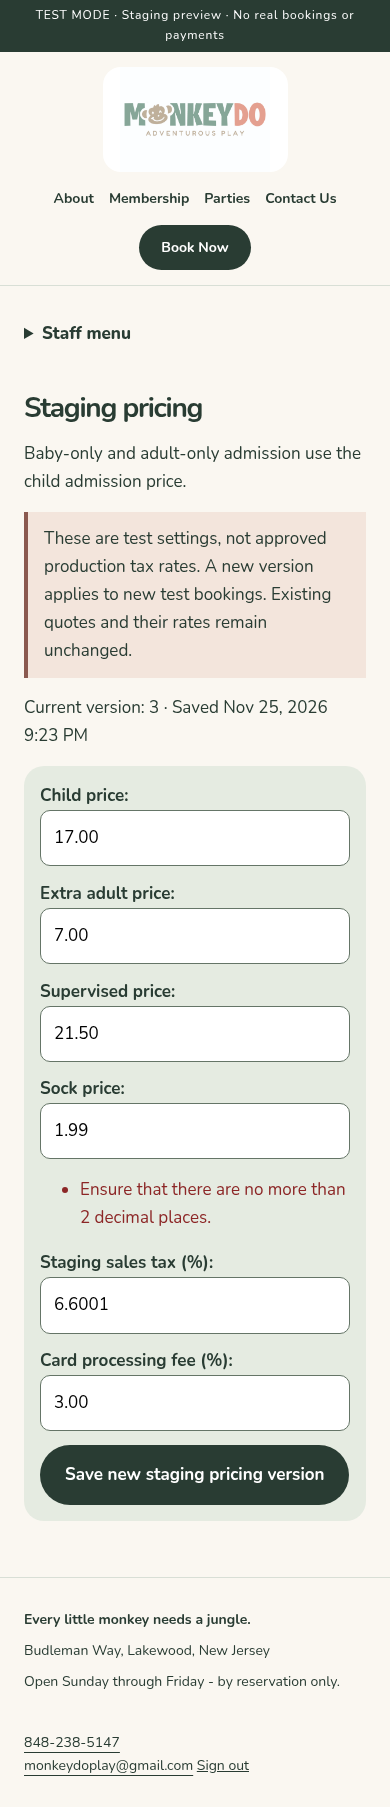 TEST MODE · Staging preview · No real bookings or
payments
MONKEYDO
ADVENTUROUS PLAY
About Membership Parties Contact Us
Book Now
Staff menu
Staging pricing
Baby-only and adult-only admission use the
child admission price.
These are test settings, not approved
production tax rates. A new version
applies to new test bookings. Existing
quotes and their rates remain
unchanged.
Current version: 3 · Saved Nov 25, 2026
9:23 PM
Child price:
17.00
Extra adult price:
7.00
Supervised price:
21.50
Sock price:
1.99
• Ensure that there are no more than
2 decimal places.
Staging sales tax (%):
6.6001
Card processing fee (%):
3.00
Save new staging pricing version
Every little monkey needs a jungle.
Budleman Way, Lakewood, New Jersey
Open Sunday through Friday - by reservation only.
848-238-5147
monkeydoplay@gmail.com Sign out